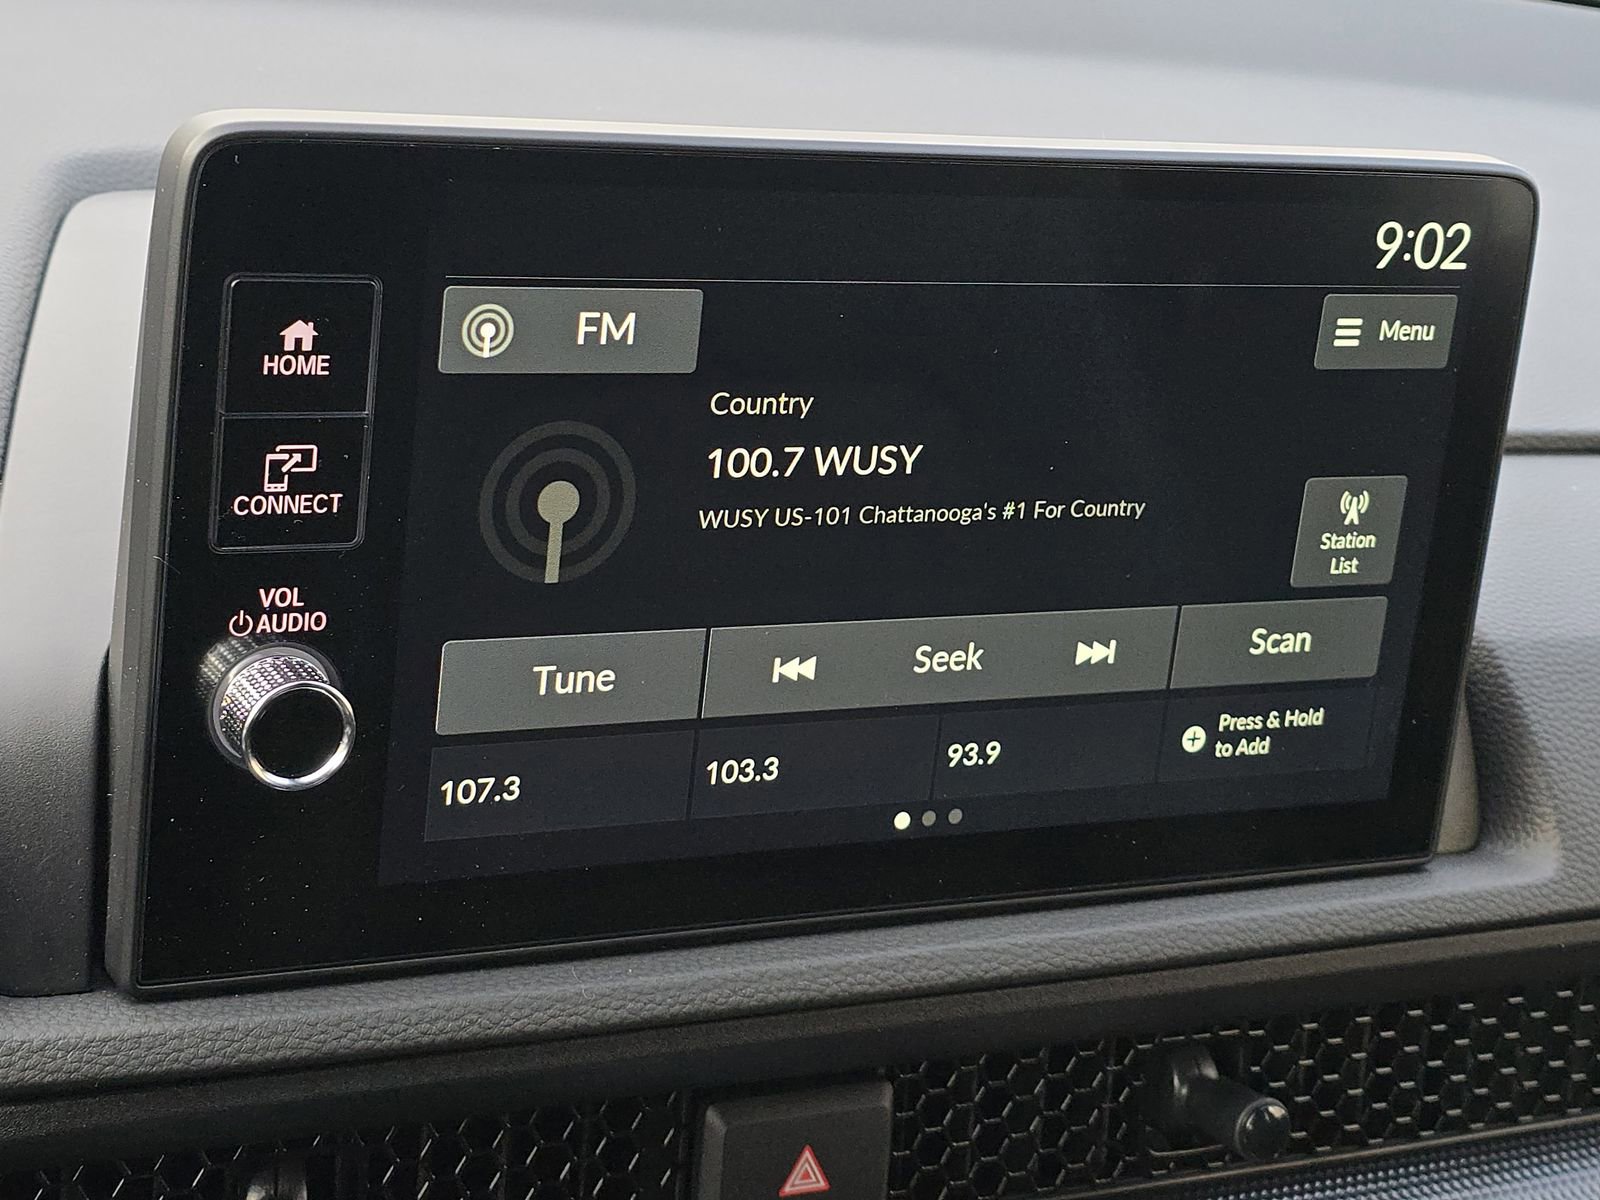 9:02
HOME
CONNECT
VOL
AUDIO
FM
Menu
Country
100.7 WUSY
WUSY US-101 Chattanooga's #1 For Country
Station
List
Tune
Seek
Scan
107.3
103.3
93.9
Press & Hold
to Add